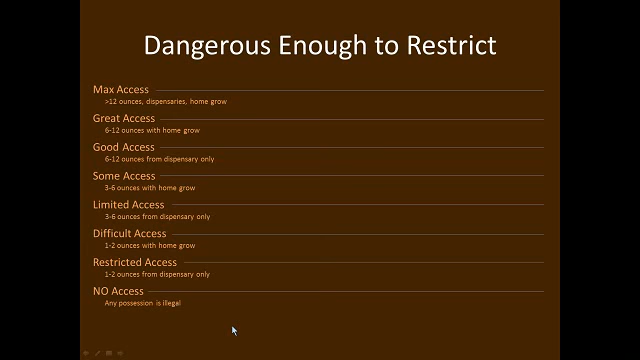 Dangerous Enough to Restrict
Max Access
>12 ounces, dispensaries, home grow
Great Access
6-12 ounces with home grow
Good Access
6-12 ounces from dispensary only
Some Access
3-6 ounces with home grow
Limited Access
3-6 ounces from dispensary only
Difficult Access
1-2 ounces with home grow
Restricted Access
1-2 ounces from dispensary only
NO Access
Any possession is illegal